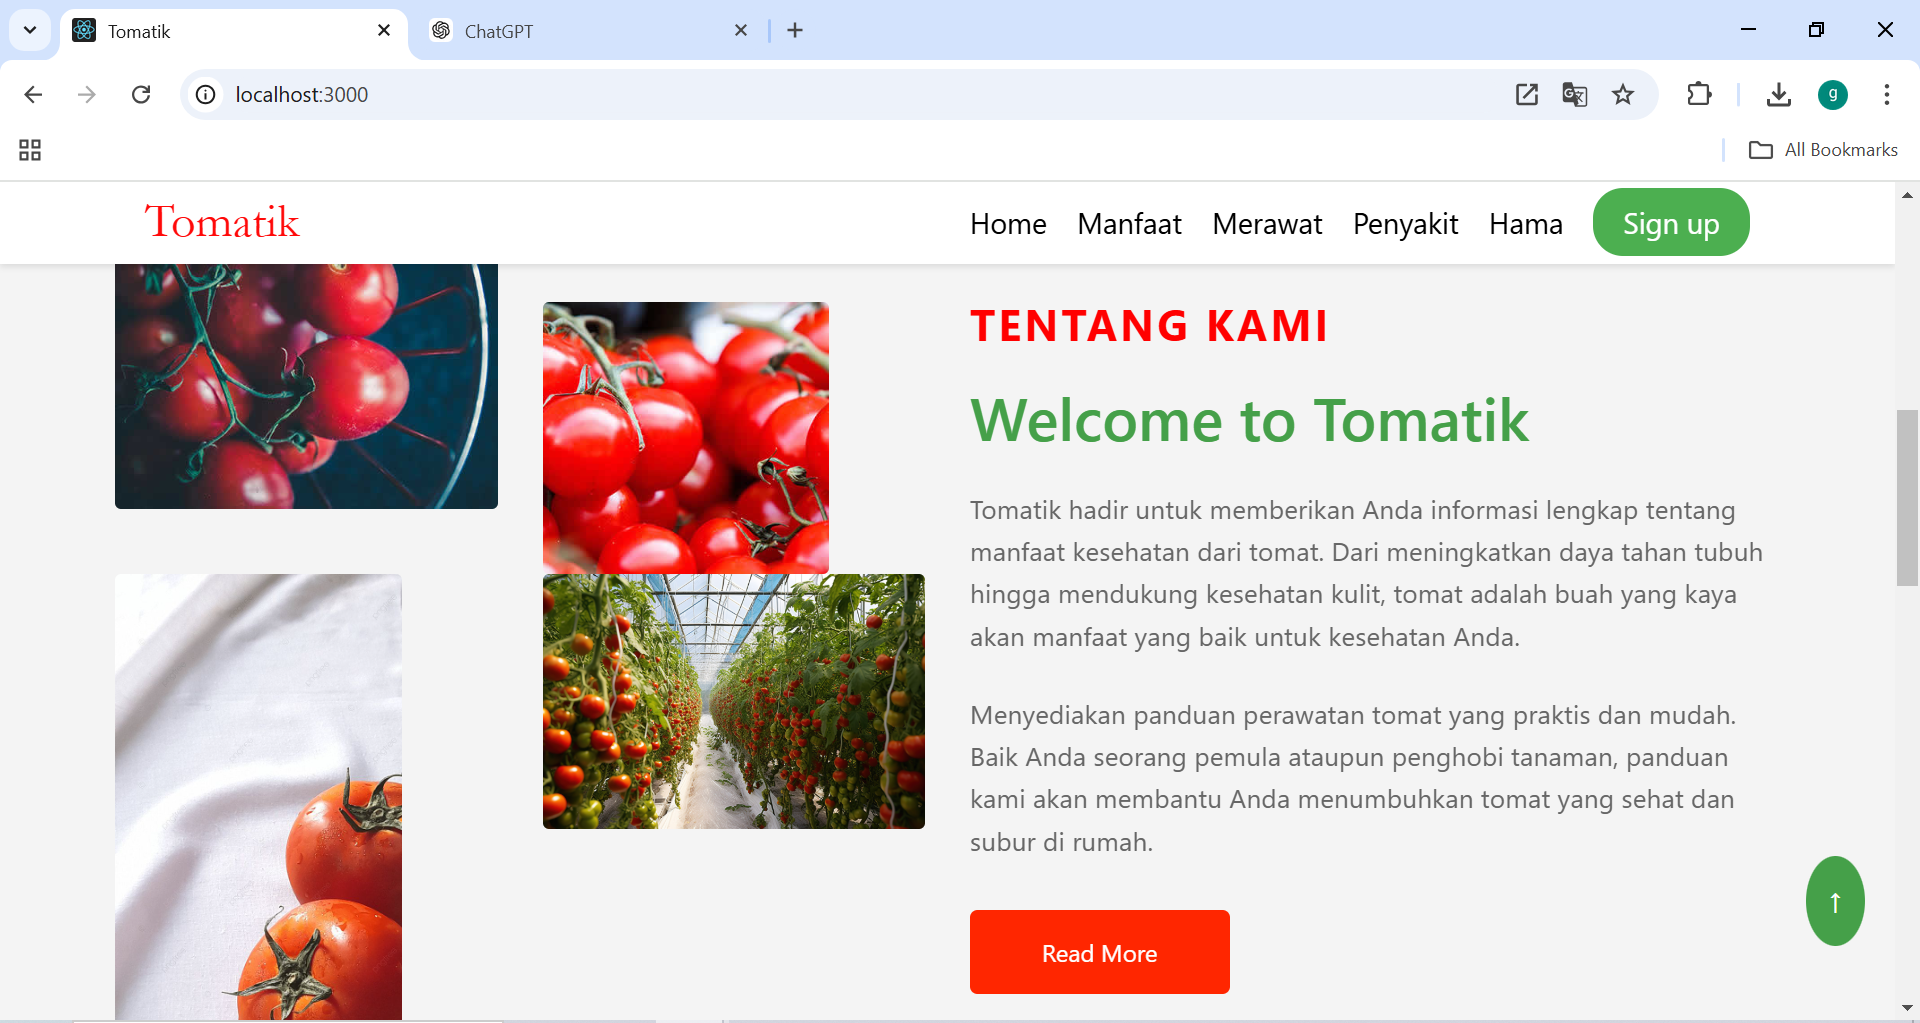 Tomatik
ChatGPT
localhost:3000
All Bookmarks
Tomatik
Home Manfaat Merawat Penyakit Hama Sign up
TENTANG KAMI
Welcome to Tomatik
Tomatik hadir untuk memberikan Anda informasi lengkap tentang
manfaat kesehatan dari tomat. Dari meningkatkan daya tahan tubuh
hingga mendukung kesehatan kulit, tomat adalah buah yang kaya
akan manfaat yang baik untuk kesehatan Anda.
Menyediakan panduan perawatan tomat yang praktis dan mudah.
Baik Anda seorang pemula ataupun penghobi tanaman, panduan
kami akan membantu Anda menumbuhkan tomat yang sehat dan
subur di rumah.
Read More
↑
g